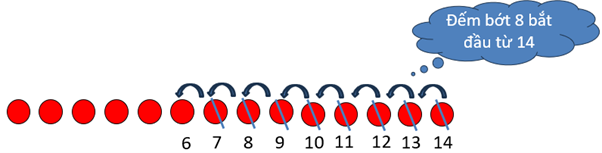 Đếm bớt 8 bắt
đầu từ 14
6 7 8 9 10 11 12 13 14